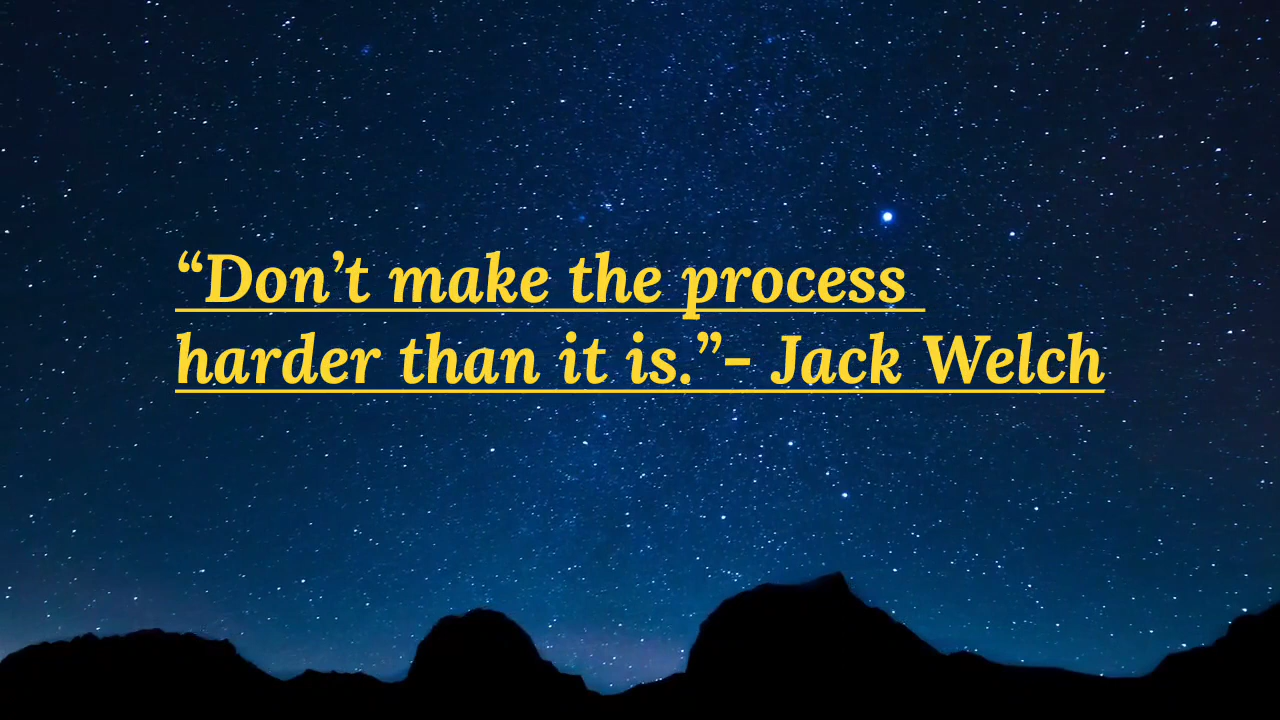 “Don’t make the process
harder than it is.”- Jack Welch